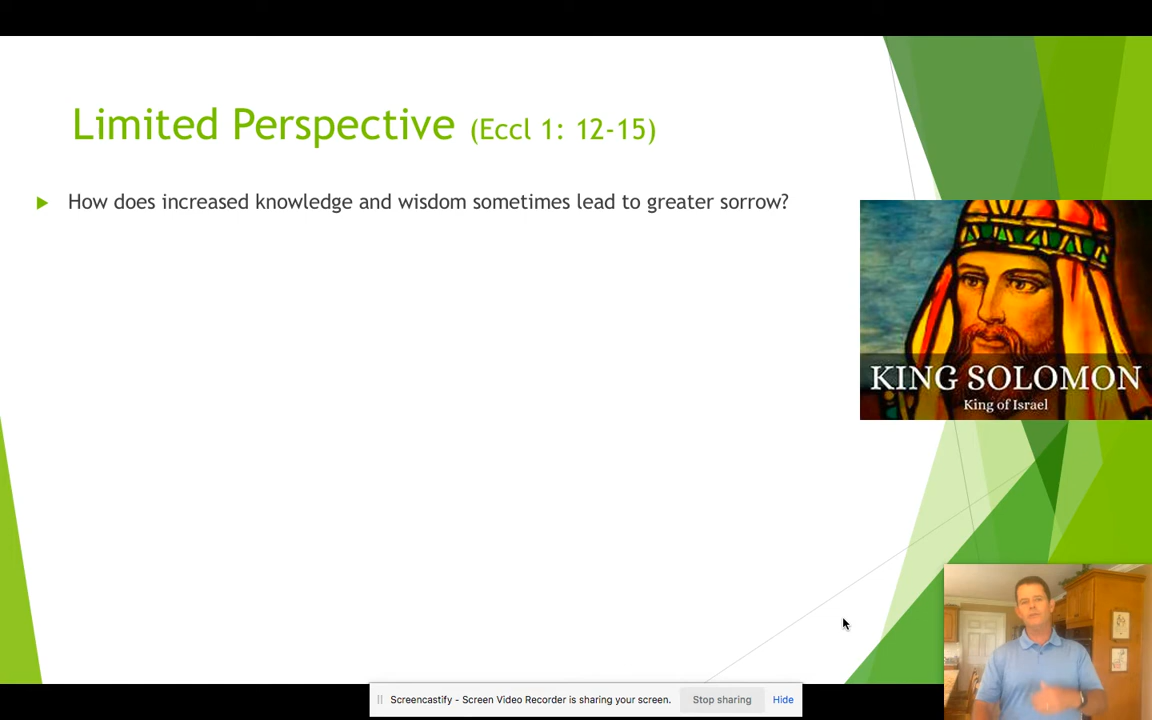 Limited Perspective (Eccl 1: 12-15)
How does increased knowledge and wisdom sometimes lead to greater sorrow?
KING SOLOMON
King of Israel
Screencastify - Screen Video Recorder is sharing your screen. Stop sharing Hide